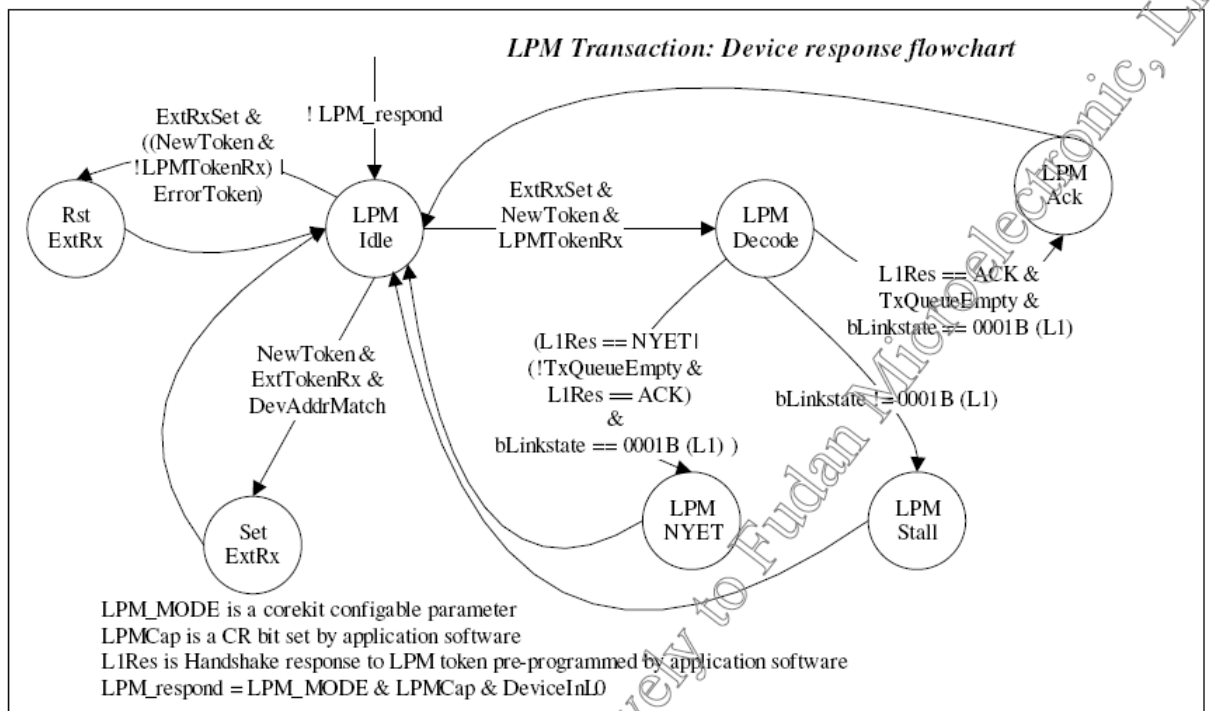 LPM Transaction: Device response flowchart
ExtRxSet &
((NewToken &
!LPMTokenRx) |
ErrorToken)
! LPM_respond
Rst
ExtRx
LPM
Idle
ExtRxSet &
NewToken &
LPMTokenRx
LPM
Decode
LPM
Ack
L1Res == ACK &
TxQueueEmpty &
bLinkstate == 0001B (L1)
NewToken &
ExtTokenRx &
DevAddrMatch
(L1Res == NYET|
(!TxQueueEmpty &
L1Res == ACK)
&
bLinkstate == 0001B (L1) )
bLinkstate !=0001B (L1)
Set
ExtRx
LPM
NYET
LPM
Stall
LPM_MODE is a corekit configable parameter
LPMCap is a CR bit set by application software
L1Res is Handshake response to LPM token pre-programmed by application software
LPM_respond = LPM_MODE & LPMCap & DeviceInL0
to Fudan Microelectronic,